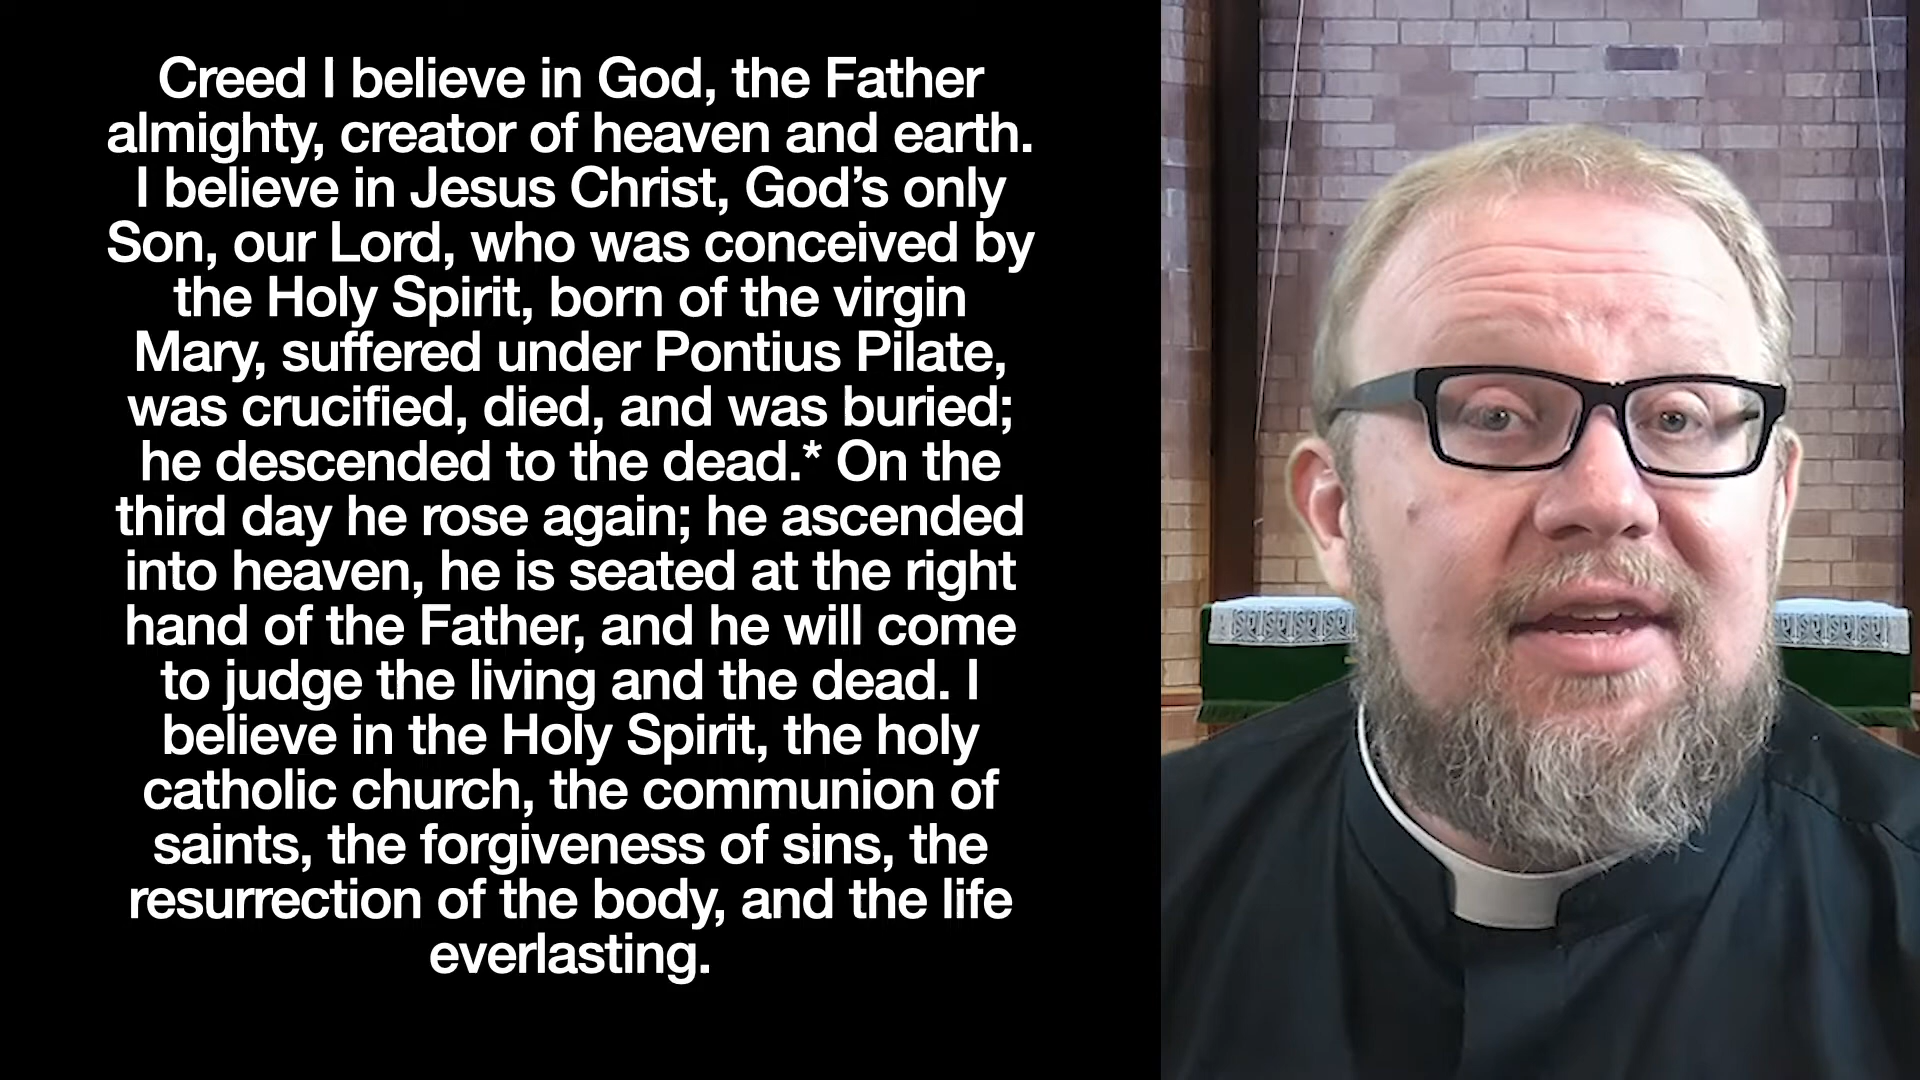 Creed I believe in God, the Father
almighty, creator of heaven and earth.
I believe in Jesus Christ, God’s only
Son, our Lord, who was conceived by
the Holy Spirit, born of the virgin
Mary, suffered under Pontius Pilate,
was crucified, died, and was buried;
he descended to the dead.* On the
third day he rose again; he ascended
into heaven, he is seated at the right
hand of the Father, and he will come
to judge the living and the dead. I
believe in the Holy Spirit, the holy
catholic church, the communion of
saints, the forgiveness of sins, the
resurrection of the body, and the life
everlasting.